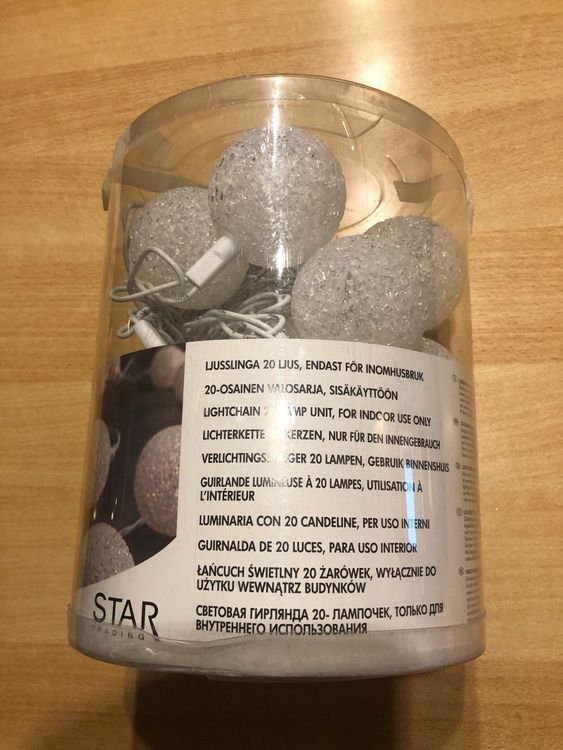 LJUSSLINGA 20 LJUS, ENDAST FÖR INOMHUSBRUK
20-OSAINEN VALOSARJA, SISÄKÄYTTÖÖN
LIGHTCHAIN UNIT, FOR INDOOR USE ONLY
LICHTERKETTE KERZEN, NUR FÜR DEN INNENGEBRAUCH
20 LAMPEN, GEBRUIK BINNENSHUIS
GUIRLANDE LUMINEUSE À 20 LAMPES, UTILISATION À
L'INTÉRIEUR
LUMINARIA CON 20 CANDELINE, PER USO INTERNI
GUIRNALDA DE 20 LUCES, PARA USO INTERIOR
ŁAŃCUCH ŚWIETLNY 20 ŻARÓWEK, WYŁĄCZNIE DO
UŻYTKU WEWNĄTRZ BUDYNKÓW
СВЕТОВАЯ ГИРЛЯНДА 20- ЛАМПОЧЕК, ТОЛЬКО ДЛЯ
ВНУТРЕННЕГО ИСПОЛЬЗОВАНИЯ
STAR
TRADING